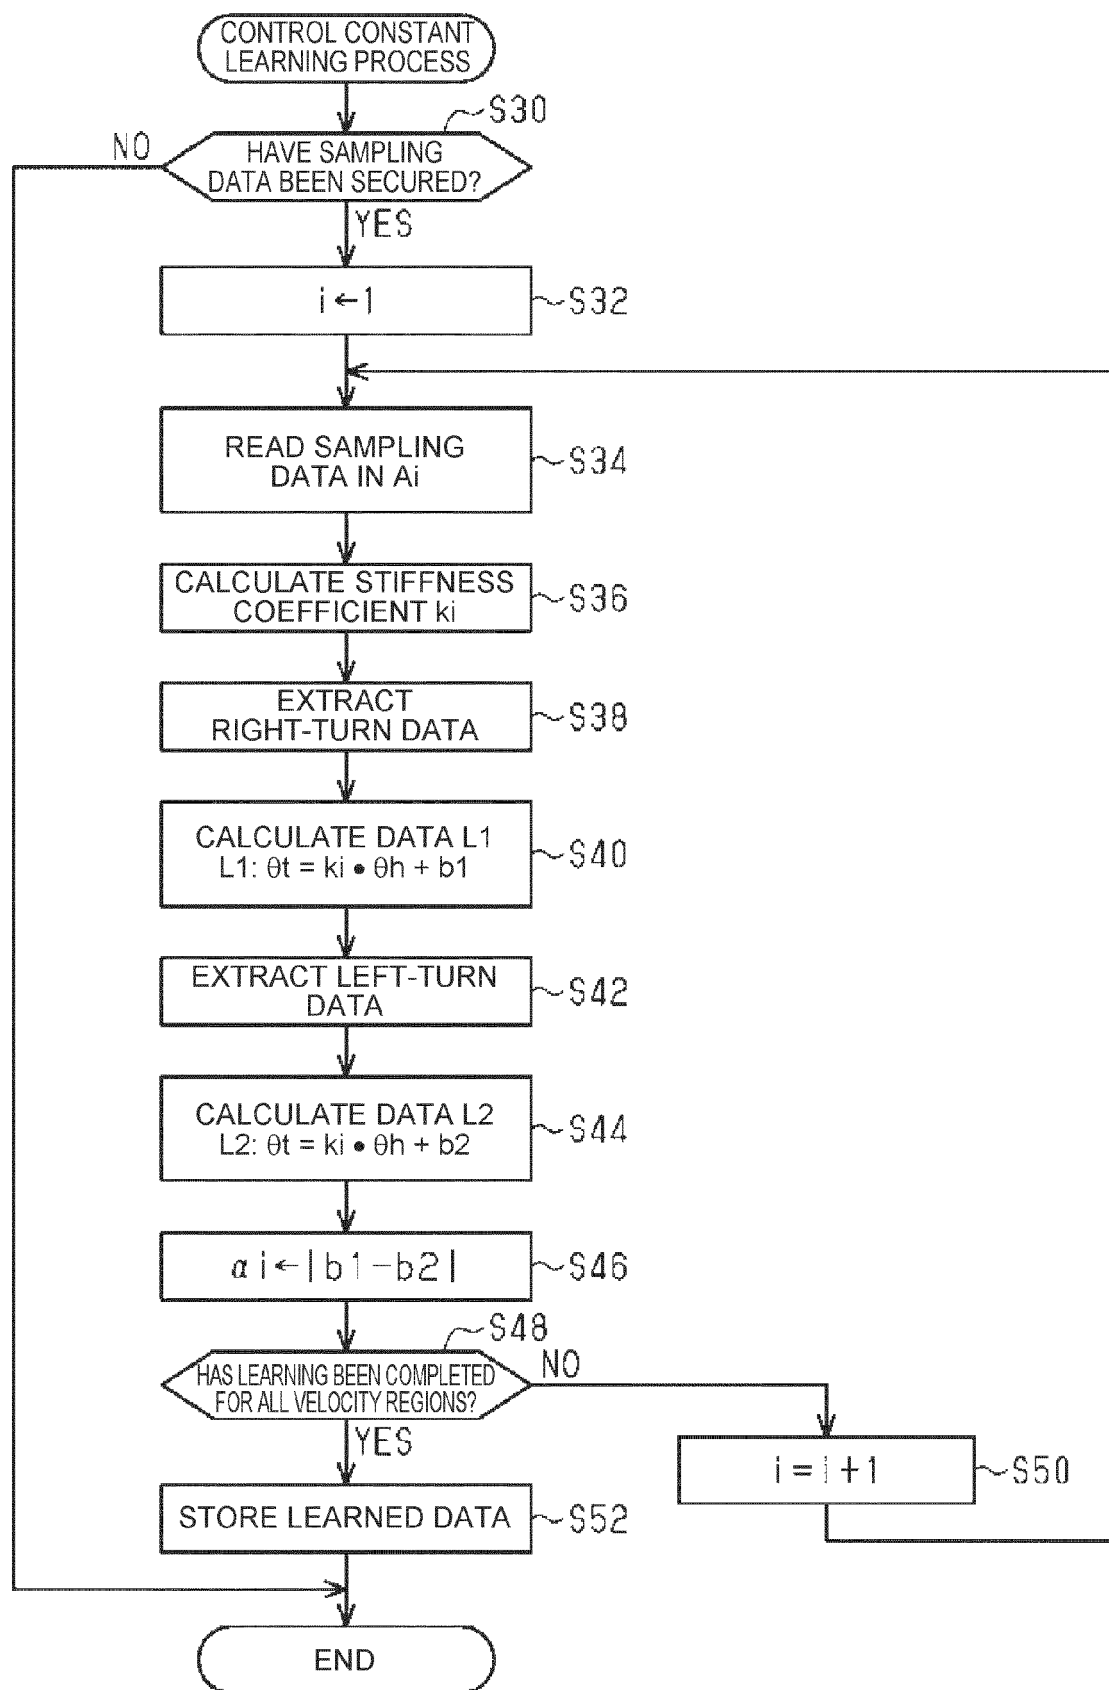 CONTROL CONSTANT
LEARNING PROCESS
S30
NO
HAVE SAMPLING
DATA BEEN SECURED?
YES
i←1
S32
READ SAMPLING
DATA IN Ai
S34
CALCULATE STIFFNESS
COEFFICIENT ki
S36
EXTRACT
RIGHT-TURN DATA
S38
CALCULATE DATA L1
L1: θt = ki • θh + b1
S40
EXTRACT LEFT-TURN
DATA
S42
CALCULATE DATA L2
L2: θt = ki • θh + b2
S44
αi←|b1−b2|
S46
S48
HAS LEARNING BEEN COMPLETED
FOR ALL VELOCITY REGIONS?
NO
YES
i=i+1
S50
STORE LEARNED DATA
S52
END